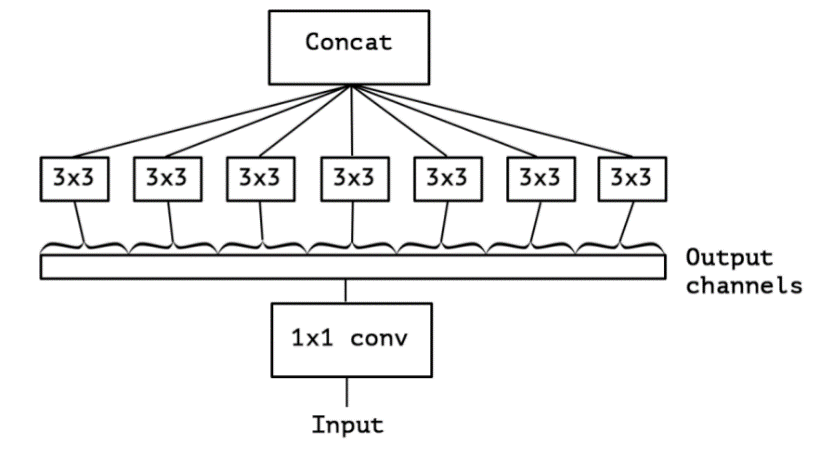 Concat
3x3 3x3 3x3 3x3 3x3 3x3 3x3
Output
channels
1x1 conv
Input